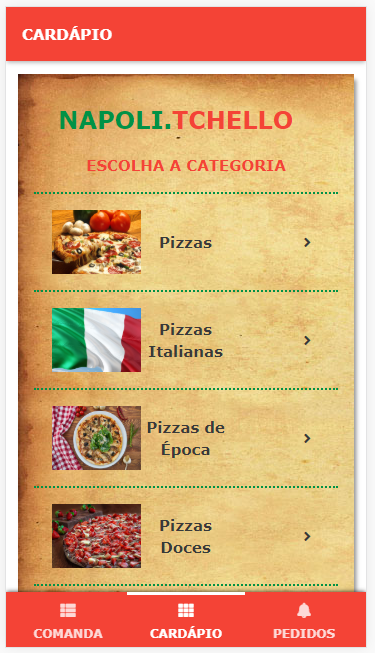 CARDÁPIO
NAPOLI.TCHELLO
ESCOLHA A CATEGORIA
Pizzas
Pizzas
Italianas
Pizzas de
Época
Pizzas
Doces
COMANDA
CARDÁPIO
PEDIDOS